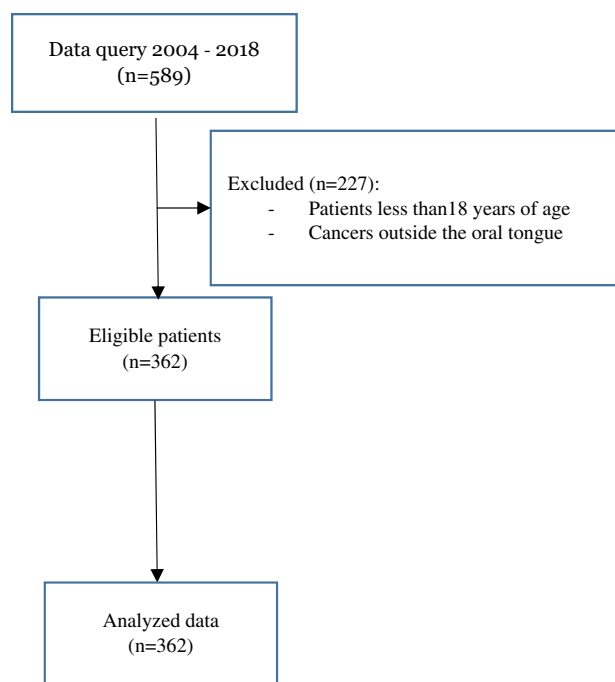 Data query 2004 - 2018
(n=589)
Excluded (n=227):
- Patients less than18 years of age
- Cancers outside the oral tongue
Eligible patients
(n=362)
Analyzed data
(n=362)